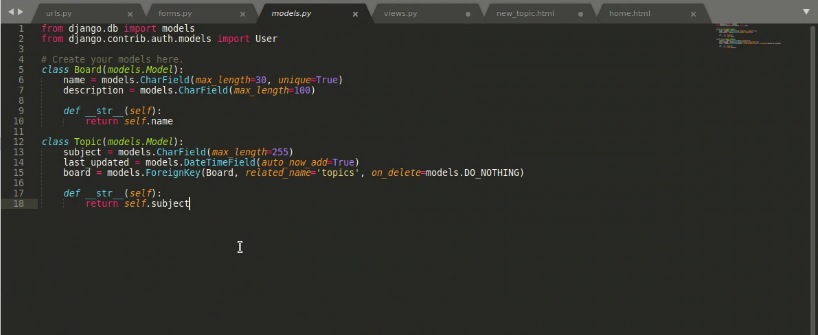 urls.py × forms.py × models.py × views.py new_topic.html home.html ×
1 from django.db import models
2 from django.contrib.auth.models import User
3
4 # Create your models here.
5 class Board(models.Model):
6 name = models.CharField(max_length=30, unique=True)
7 description = models.CharField(max_length=100)
8
9 def __str__(self):
10 return self.name
11
12 class Topic(models.Model):
13 subject = models.CharField(max_length=255)
14 last_updated = models.DateTimeField(auto_now_add=True)
15 board = models.ForeignKey(Board, related_name='topics', on_delete=models.DO_NOTHING)
16
17 def __str__(self):
18 return self.subject